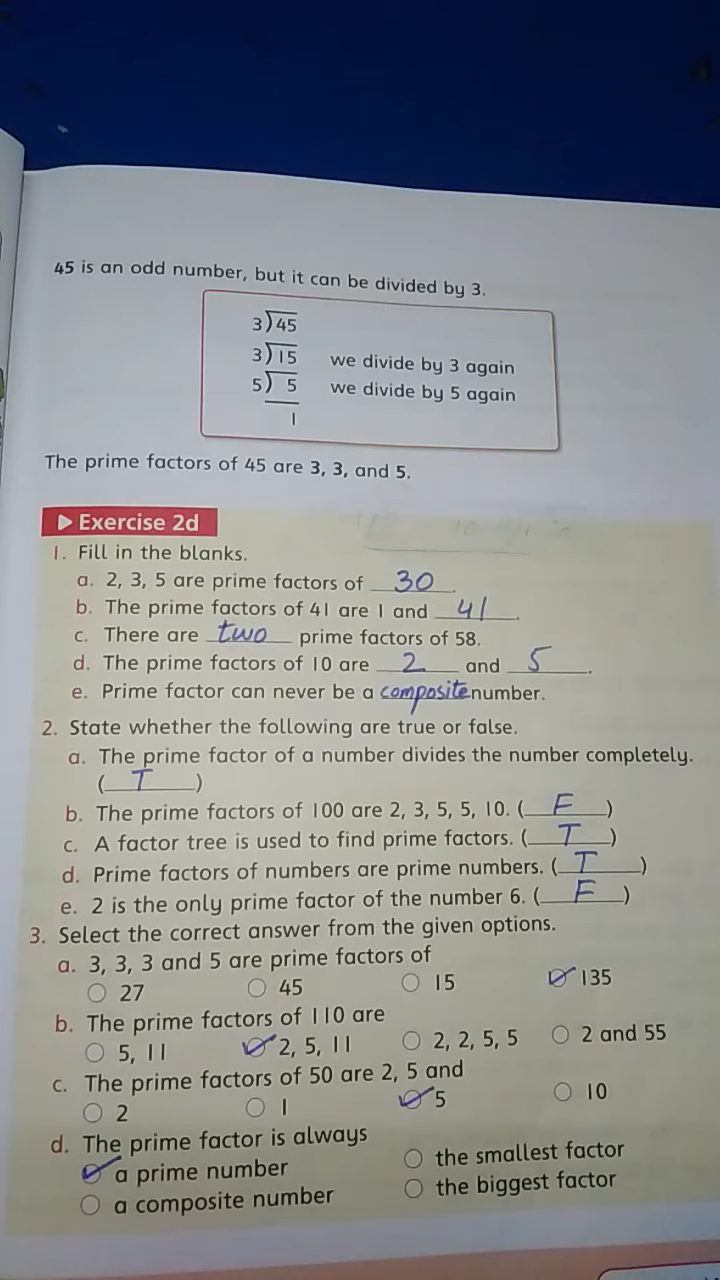 45 is an odd number, but it can be divided by 3.
3)45
3)15 we divide by 3 again
5) 5 we divide by 5 again
1
The prime factors of 45 are 3, 3, and 5.
▶ Exercise 2d
1. Fill in the blanks.
a. 2, 3, 5 are prime factors of 30.
b. The prime factors of 41 are 1 and 41.
c. There are two prime factors of 58.
d. The prime factors of 10 are 2 and 5.
e. Prime factor can never be a composite number.
2. State whether the following are true or false.
a. The prime factor of a number divides the number completely.
( T )
b. The prime factors of 100 are 2, 3, 5, 5, 10. ( F )
c. A factor tree is used to find prime factors. ( T )
d. Prime factors of numbers are prime numbers. ( T )
e. 2 is the only prime factor of the number 6. ( F )
3. Select the correct answer from the given options.
a. 3, 3, 3 and 5 are prime factors of
○ 27 ○ 45 ○ 15 ✓ 135
b. The prime factors of 110 are
○ 5, 11 ✓ 2, 5, 11 ○ 2, 2, 5, 5 ○ 2 and 55
c. The prime factors of 50 are 2, 5 and
○ 2 ○ 1 ✓ 5 ○ 10
d. The prime factor is always
✓ a prime number ○ the smallest factor
○ a composite number ○ the biggest factor